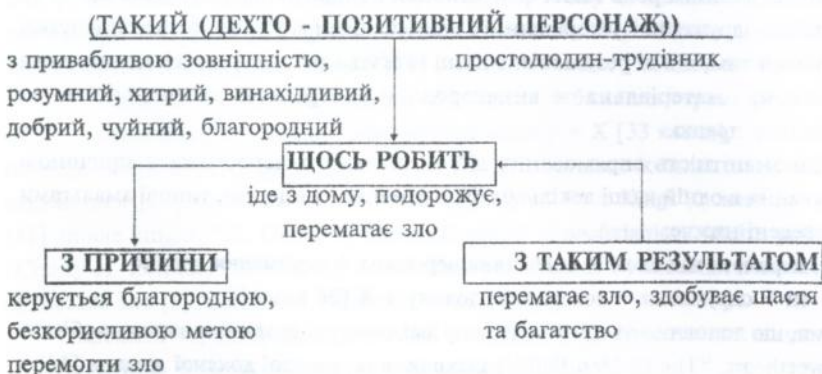 (ТАКИЙ (ДЕХТО - ПОЗИТИВНИЙ ПЕРСОНАЖ))
з привабливою зовнішністю, простолюдин-трудівник
розумний, хитрий, винахідливий,
добрий, чуйний, благородний
ЩОСЬ РОБИТЬ
іде з дому, подорожує,
перемагає зло
З ПРИЧИНИ З ТАКИМ РЕЗУЛЬТАТОМ
керується благородною, перемагає зло, здобуває щастя
безкорисливою метою та багатство
перемогти зло